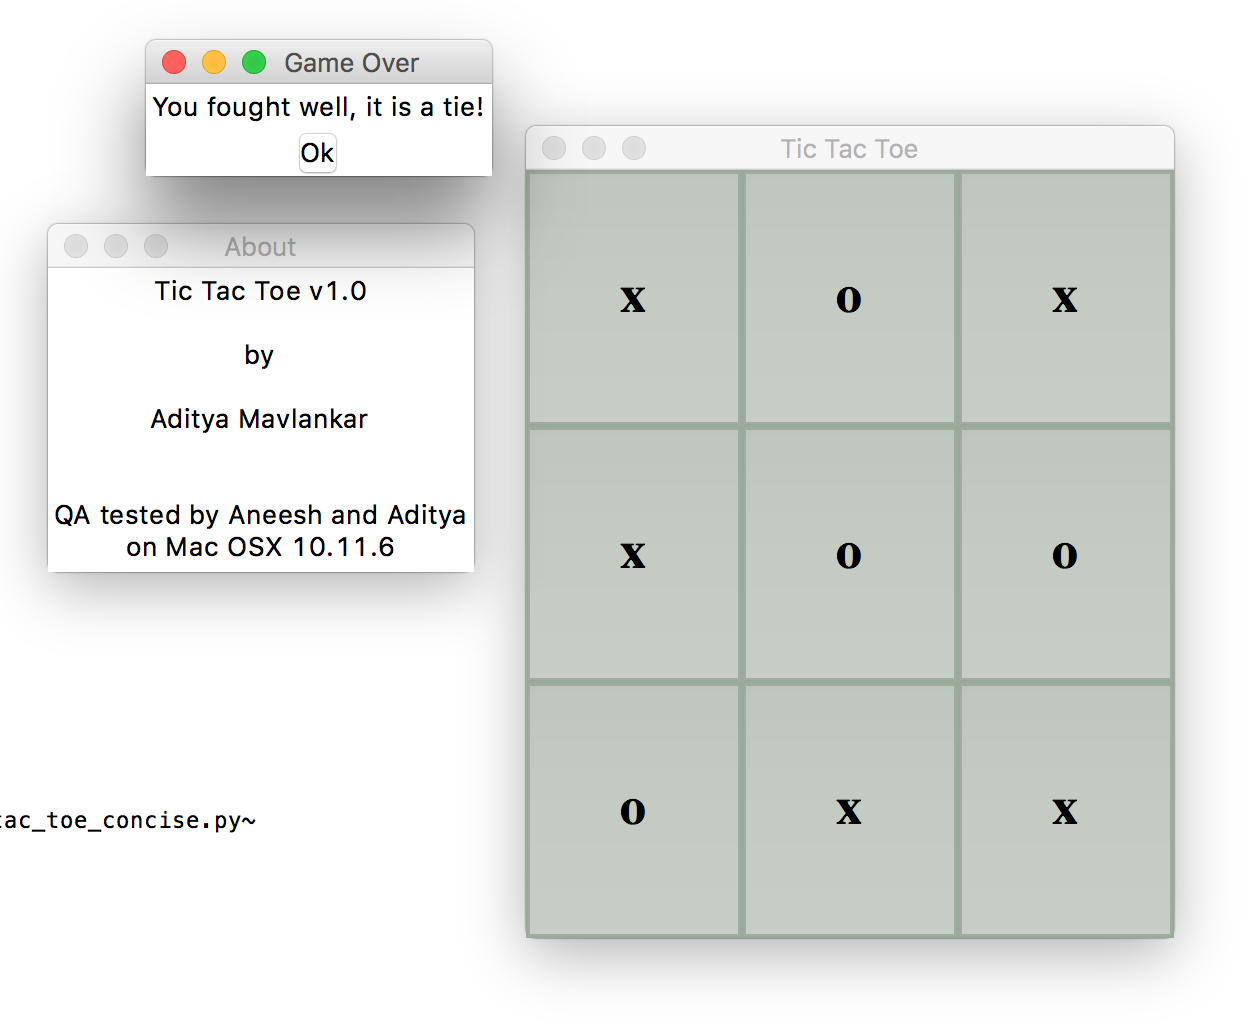 Game Over
You fought well, it is a tie!
Ok
About
Tic Tac Toe v1.0
by
Aditya Mavlankar
QA tested by Aneesh and Aditya
on Mac OSX 10.11.6
tac_toe_concise.py~
Tic Tac Toe
x o x
x o o
o x x